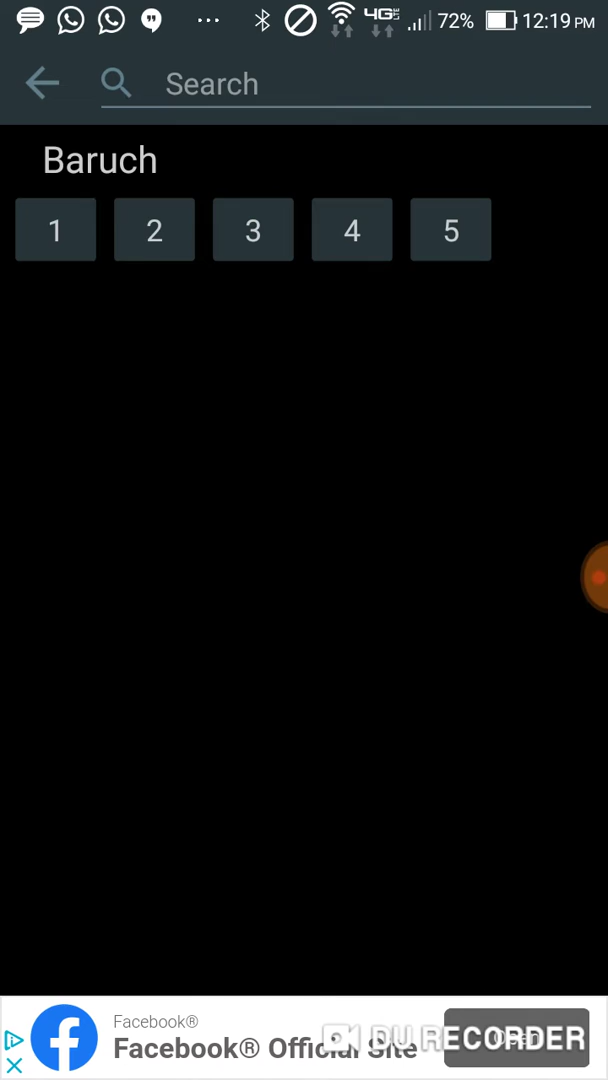 72% 12:19 PM
Search
Baruch
1 2 3 4 5
Facebook®
Facebook® Official Site
DU RECORDER